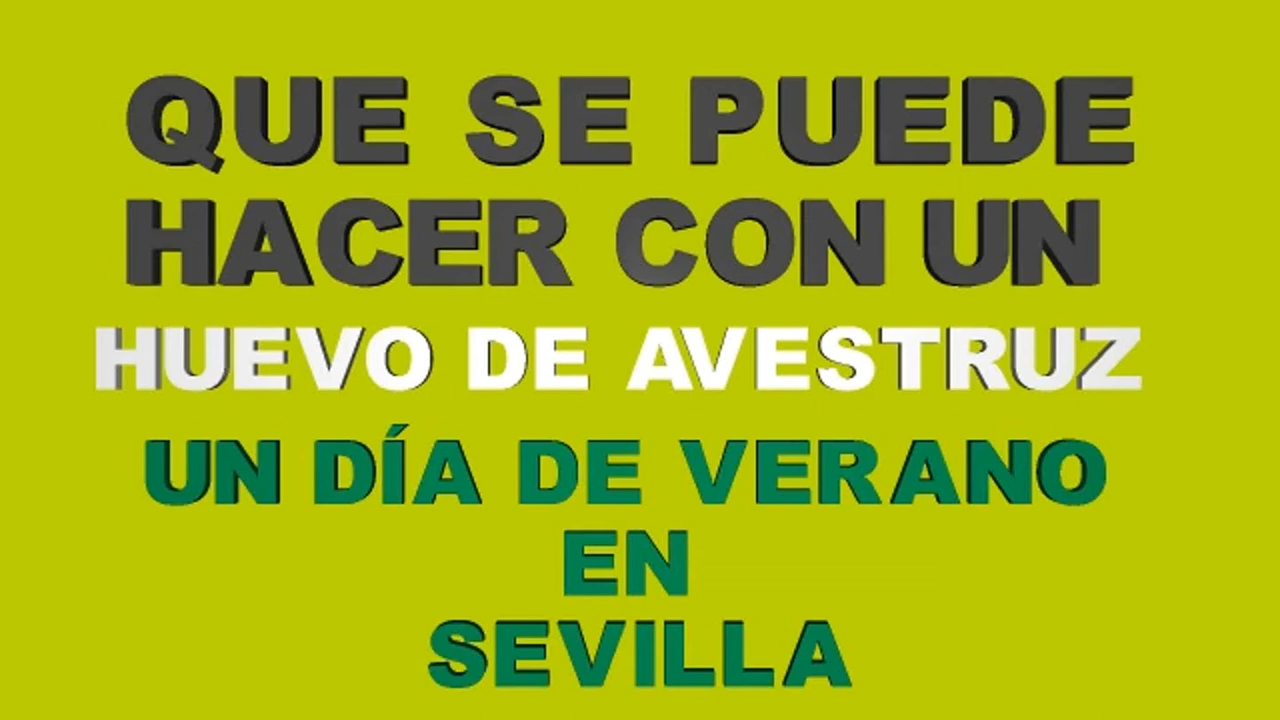 QUE SE PUEDE
HACER CON UN
HUEVO DE AVESTRUZ
UN DÍA DE VERANO
EN
SEVILLA